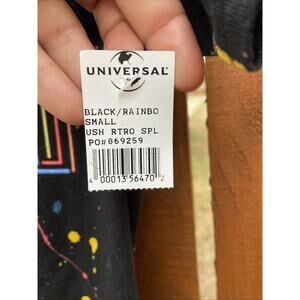 UNIVERSAL
BLACK/RAINBO
SMALL
USH RTRO SPL
PO#069259
4 00013 56470 2